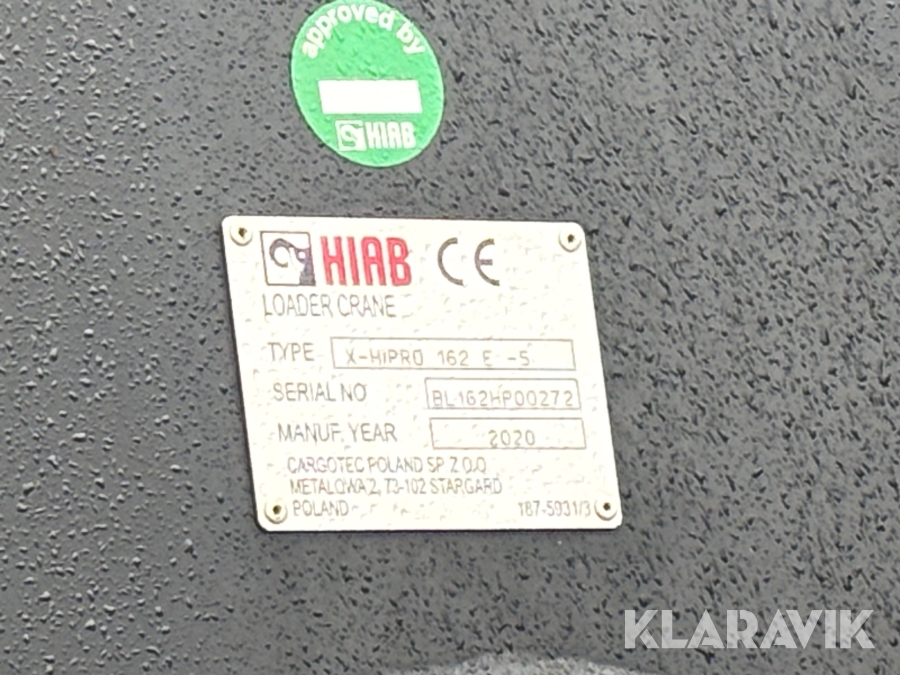 approved by
HIAB
HIAB CE
LOADER CRANE
TYPE X-HIPRO 162 E -5
SERIAL NO BL162HP00272
MANUF. YEAR 2020
CARGOTEC POLAND SP. Z O.O
METALOWA 2, 73-102 STARGARD
POLAND 187-5931/3
KLARAVIK